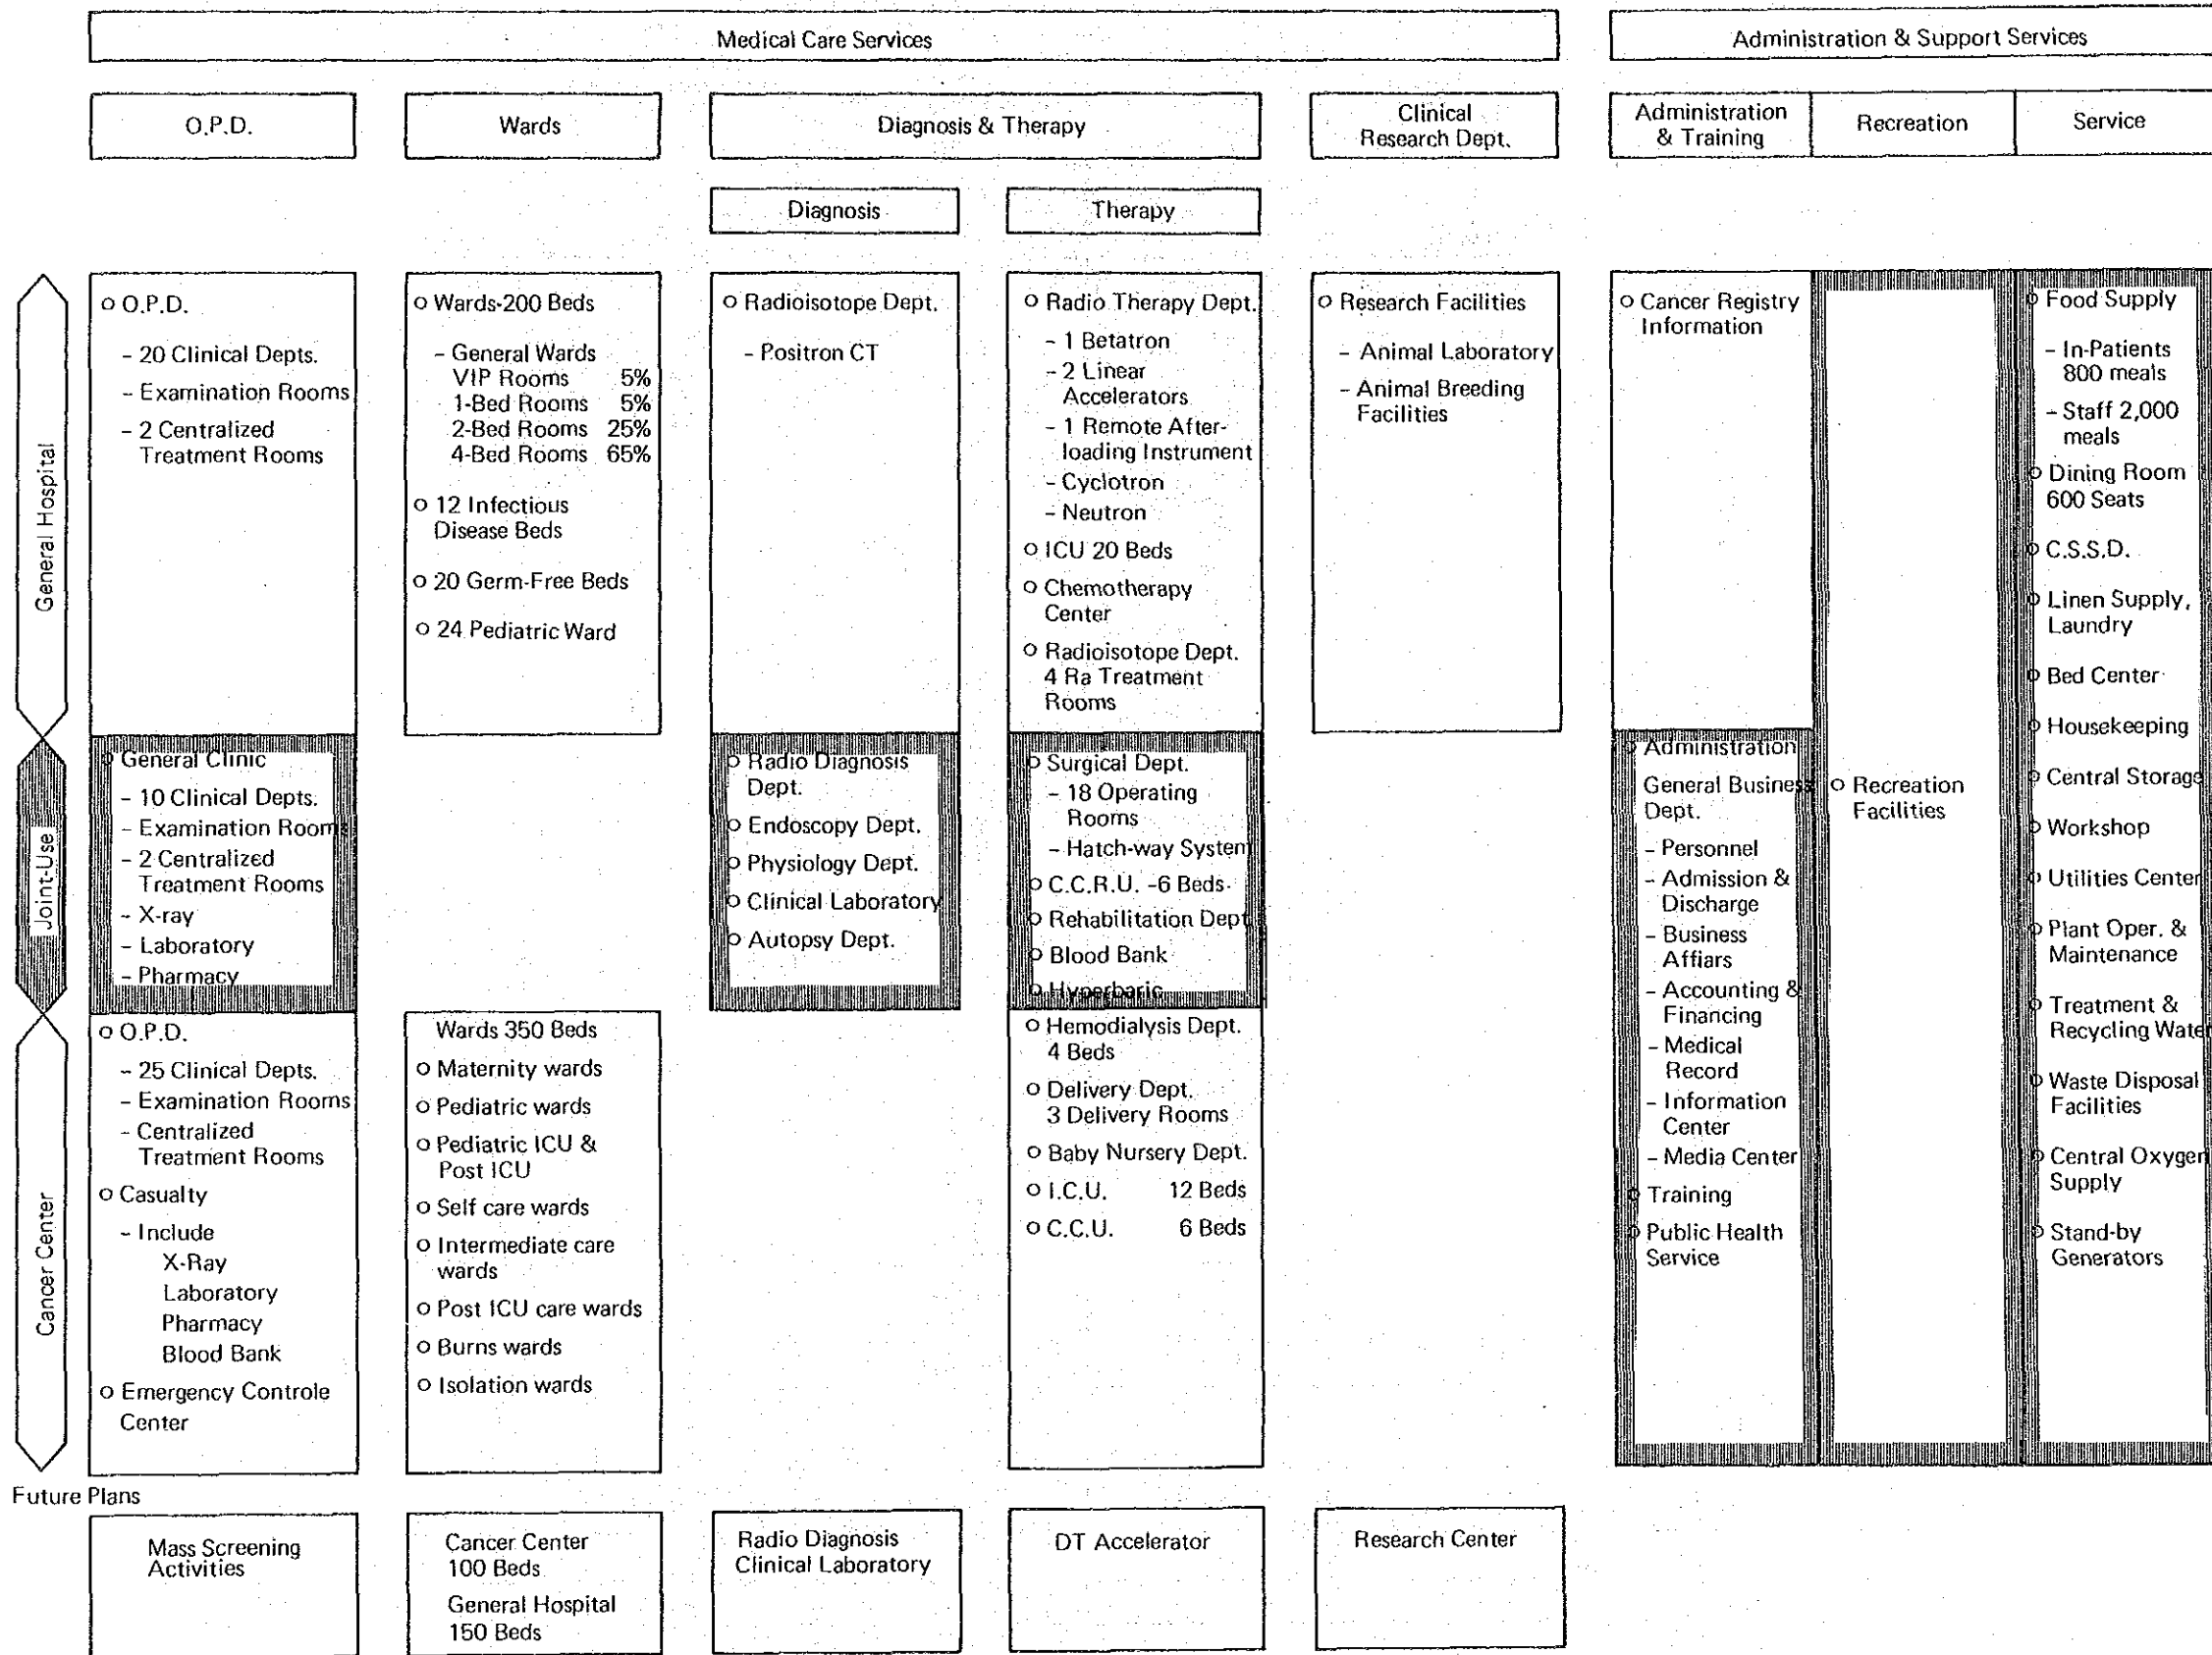 Medical Care Services
Administration & Support Services
O.P.D.
Wards
Diagnosis & Therapy
Clinical
Research Dept.
Administration
& Training
Recreation
Service
Diagnosis
Therapy
General Hospital
o O.P.D.
- 20 Clinical Depts.
- Examination Rooms
- 2 Centralized
Treatment Rooms
o Wards-200 Beds
- General Wards
VIP Rooms 5%
1-Bed Rooms 5%
2-Bed Rooms 25%
4-Bed Rooms 65%
o 12 Infectious
Disease Beds
o 20 Germ-Free Beds
o 24 Pediatric Ward
o Radioisotope Dept.
- Positron CT
o Radio Therapy Dept.
- 1 Betatron
- 2 Linear
Accelerators
- 1 Remote After-
loading Instrument
- Cyclotron
- Neutron
o ICU 20 Beds
o Chemotherapy
Center
o Radioisotope Dept.
4 Ra Treatment
Rooms
o Research Facilities
- Animal Laboratory
- Animal Breeding
Facilities
o Cancer Registry
Information
Joint-Use
o General Clinic
- 10 Clinical Depts.
- Examination Rooms
- 2 Centralized
Treatment Rooms
- X-ray
- Laboratory
- Pharmacy
o Radio Diagnosis
Dept.
o Endoscopy Dept.
o Physiology Dept.
o Clinical Laboratory
o Autopsy Dept.
o Surgical Dept.
- 18 Operating
Rooms
- Hatch-way System
o C.C.R.U. -6 Beds
o Rehabilitation Dept
o Blood Bank
o Hyperbaric
o Administration
General Business
Dept.
- Personnel
- Admission &
Discharge
- Business
Affiars
- Accounting &
Financing
- Medical
Record
- Information
Center
- Media Center
o Training
o Public Health
Service
o Recreation
Facilities
o Food Supply
- In-Patients
800 meals
- Staff 2,000
meals
o Dining Room
600 Seats
o C.S.S.D.
o Linen Supply,
Laundry
o Bed Center
o Housekeeping
o Central Storage
o Workshop
o Utilities Center
o Plant Oper. &
Maintenance
o Treatment &
Recycling Water
o Waste Disposal
Facilities
o Central Oxygen
Supply
o Stand-by
Generators
Cancer Center
o O.P.D.
- 25 Clinical Depts.
- Examination Rooms
- Centralized
Treatment Rooms
o Casualty
- Include
X-Ray
Laboratory
Pharmacy
Blood Bank
o Emergency Controle
Center
Wards 350 Beds
o Maternity wards
o Pediatric wards
o Pediatric ICU &
Post ICU
o Self care wards
o Intermediate care
wards
o Post ICU care wards
o Burns wards
o Isolation wards
o Hemodialysis Dept.
4 Beds
o Delivery Dept.
3 Delivery Rooms
o Baby Nursery Dept.
o I.C.U. 12 Beds
o C.C.U. 6 Beds
Future Plans
Mass Screening
Activities
Cancer Center
100 Beds
General Hospital
150 Beds
Radio Diagnosis
Clinical Laboratory
DT Accelerator
Research Center